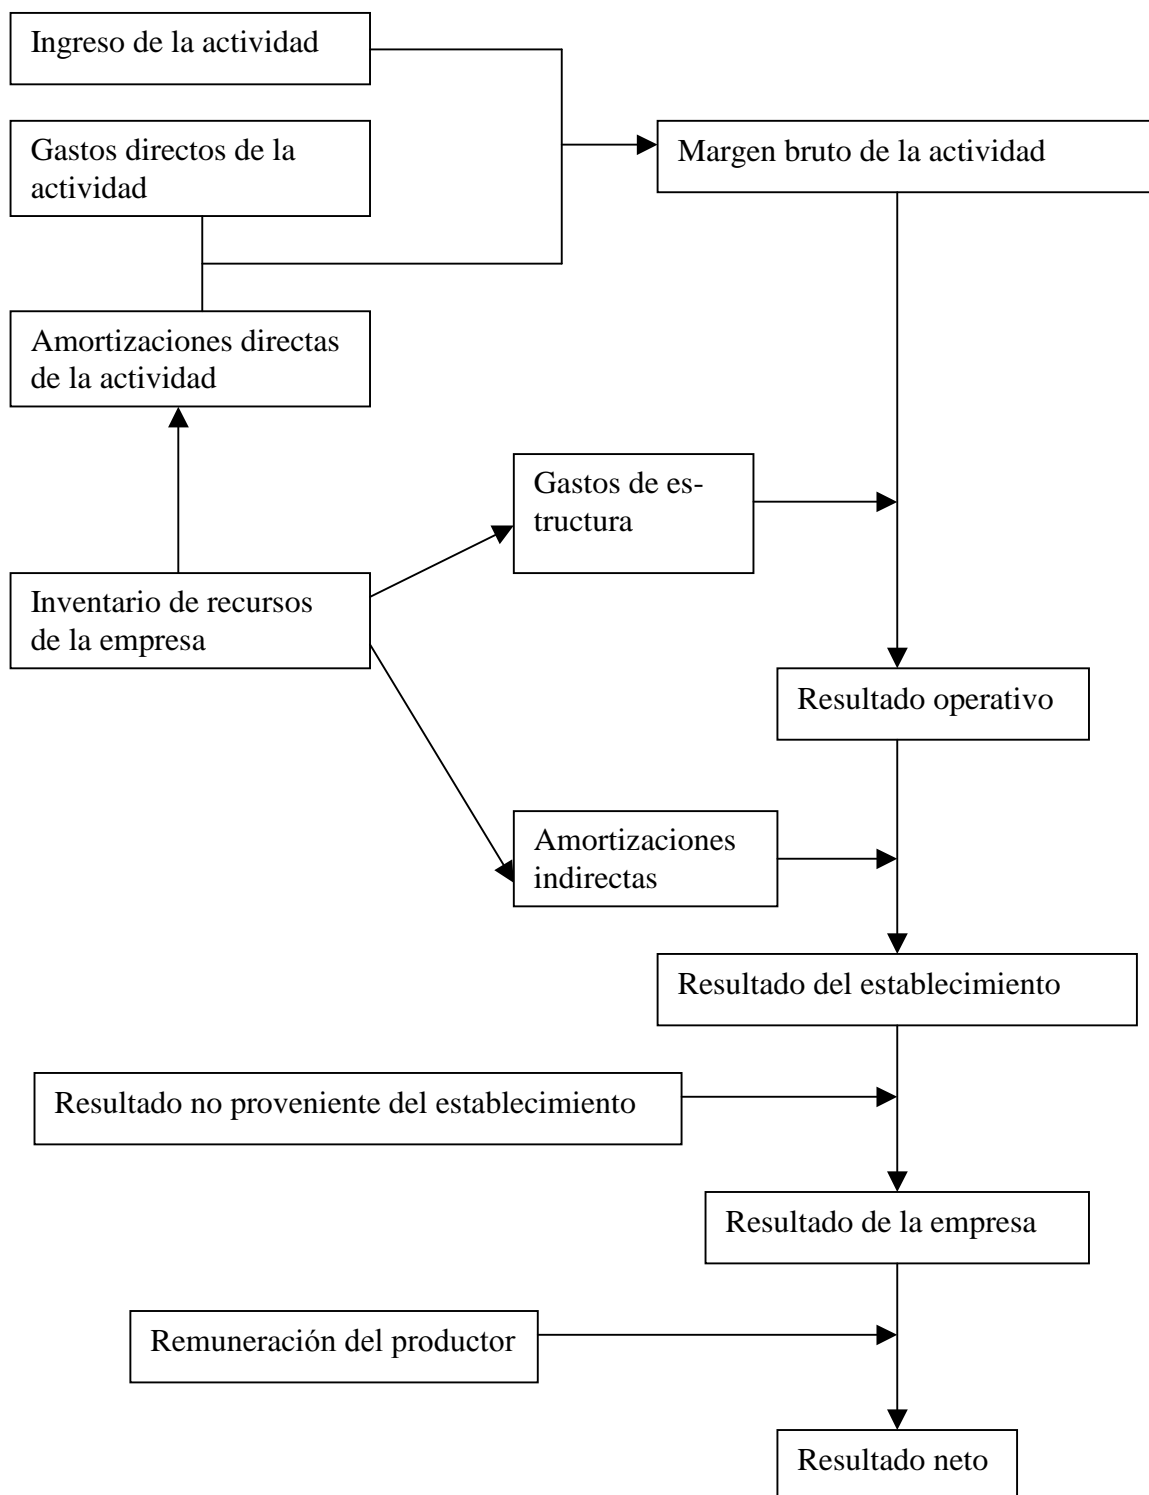 Ingreso de la actividad
Gastos directos de la
actividad
Margen bruto de la actividad
Amortizaciones directas
de la actividad
Gastos de es-
tructura
Inventario de recursos
de la empresa
Resultado operativo
Amortizaciones
indirectas
Resultado del establecimiento
Resultado no proveniente del establecimiento
Resultado de la empresa
Remuneración del productor
Resultado neto